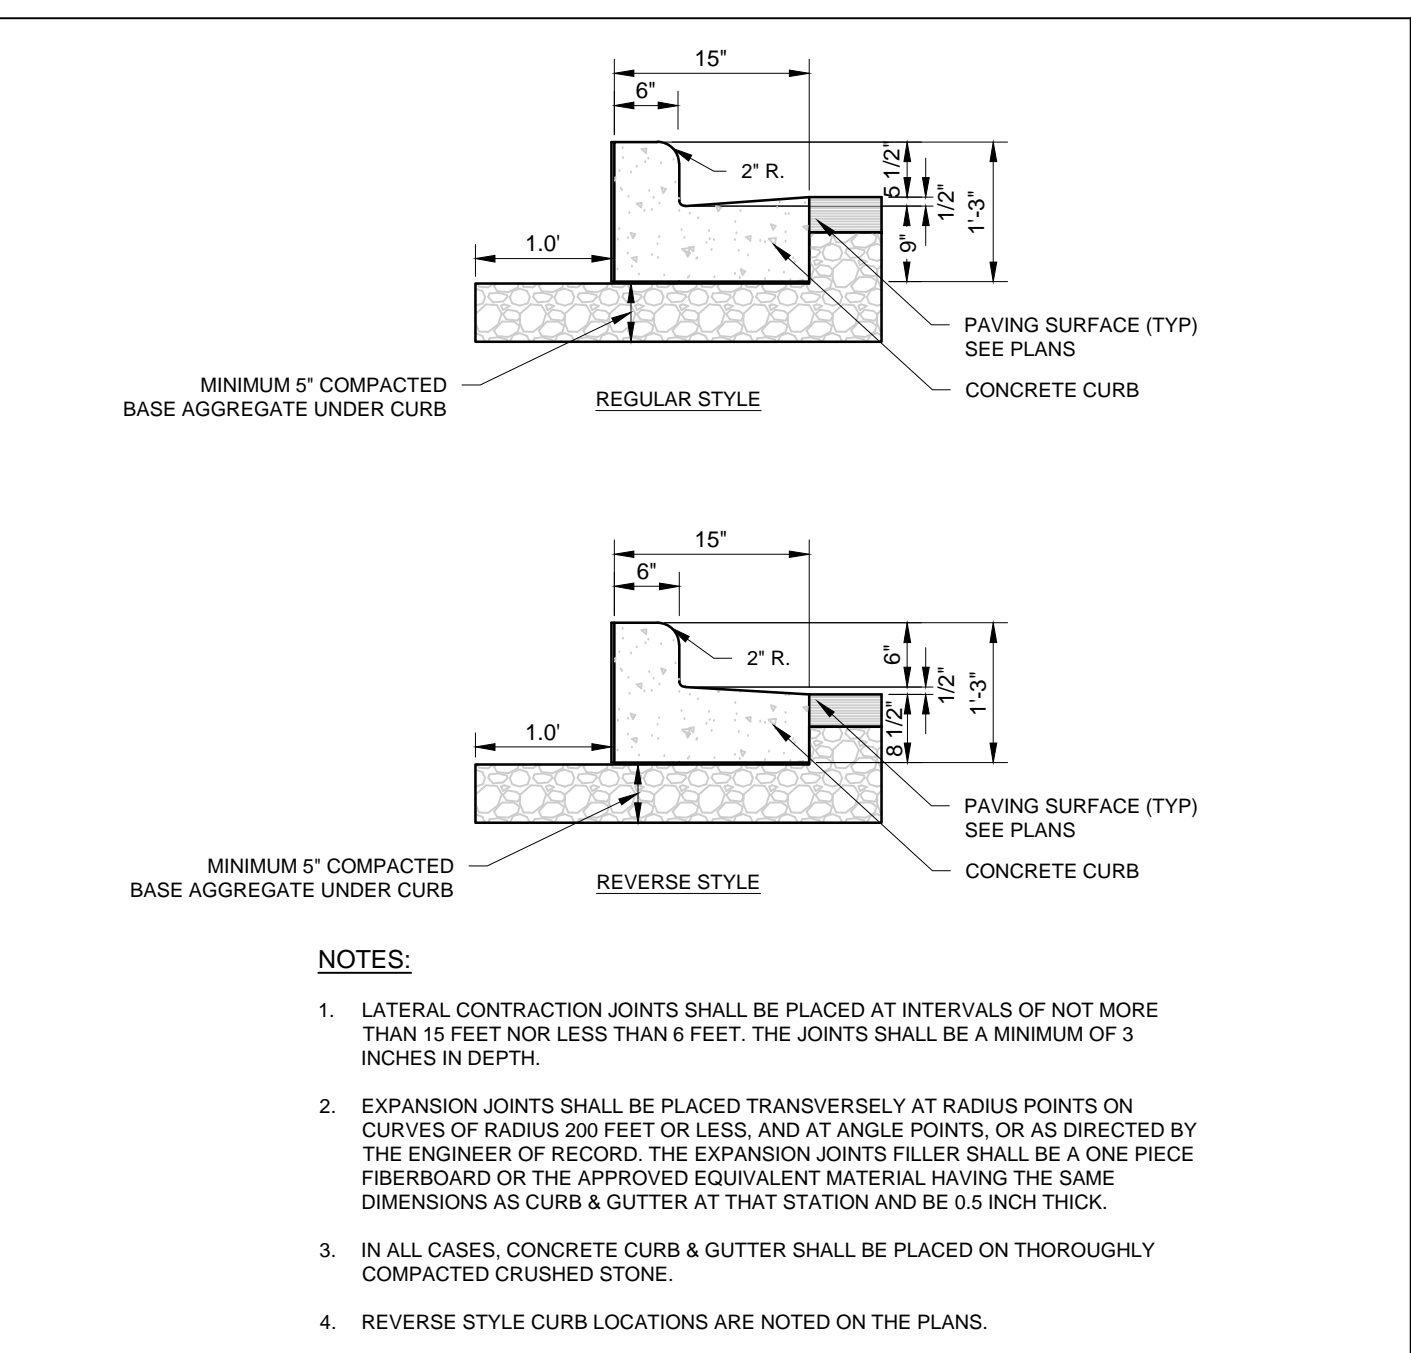 15"
6"
2" R.
5 1/2"
1/2"
1'-3"
9"
1.0'
PAVING SURFACE (TYP)
SEE PLANS
MINIMUM 5" COMPACTED
BASE AGGREGATE UNDER CURB
CONCRETE CURB
REGULAR STYLE
15"
6"
2" R.
6"
1/2"
1'-3"
8 1/2"
1.0'
PAVING SURFACE (TYP)
SEE PLANS
MINIMUM 5" COMPACTED
BASE AGGREGATE UNDER CURB
CONCRETE CURB
REVERSE STYLE
NOTES:
1. LATERAL CONTRACTION JOINTS SHALL BE PLACED AT INTERVALS OF NOT MORE
THAN 15 FEET NOR LESS THAN 6 FEET. THE JOINTS SHALL BE A MINIMUM OF 3
INCHES IN DEPTH.
2. EXPANSION JOINTS SHALL BE PLACED TRANSVERSELY AT RADIUS POINTS ON
CURVES OF RADIUS 200 FEET OR LESS, AND AT ANGLE POINTS, OR AS DIRECTED BY
THE ENGINEER OF RECORD. THE EXPANSION JOINTS FILLER SHALL BE A ONE PIECE
FIBERBOARD OR THE APPROVED EQUIVALENT MATERIAL HAVING THE SAME
DIMENSIONS AS CURB & GUTTER AT THAT STATION AND BE 0.5 INCH THICK.
3. IN ALL CASES, CONCRETE CURB & GUTTER SHALL BE PLACED ON THOROUGHLY
COMPACTED CRUSHED STONE.
4. REVERSE STYLE CURB LOCATIONS ARE NOTED ON THE PLANS.